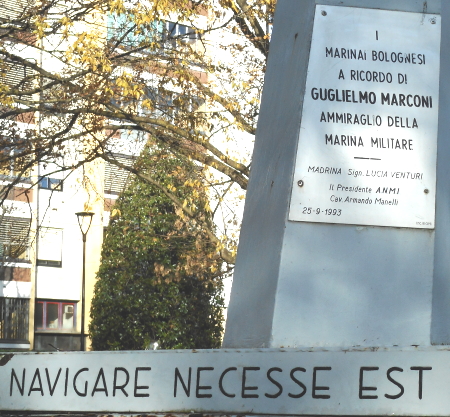 I
MARINAI BOLOGNESI
A RICORDO DI
GUGLIELMO MARCONI
AMMIRAGLIO DELLA
MARINA MILITARE
MADRINA: Sign. LUCIA VENTURI
IL Presidente ANMI
Cav. Armando Manelli
25-9-1993
NAVIGARE NECESSE EST